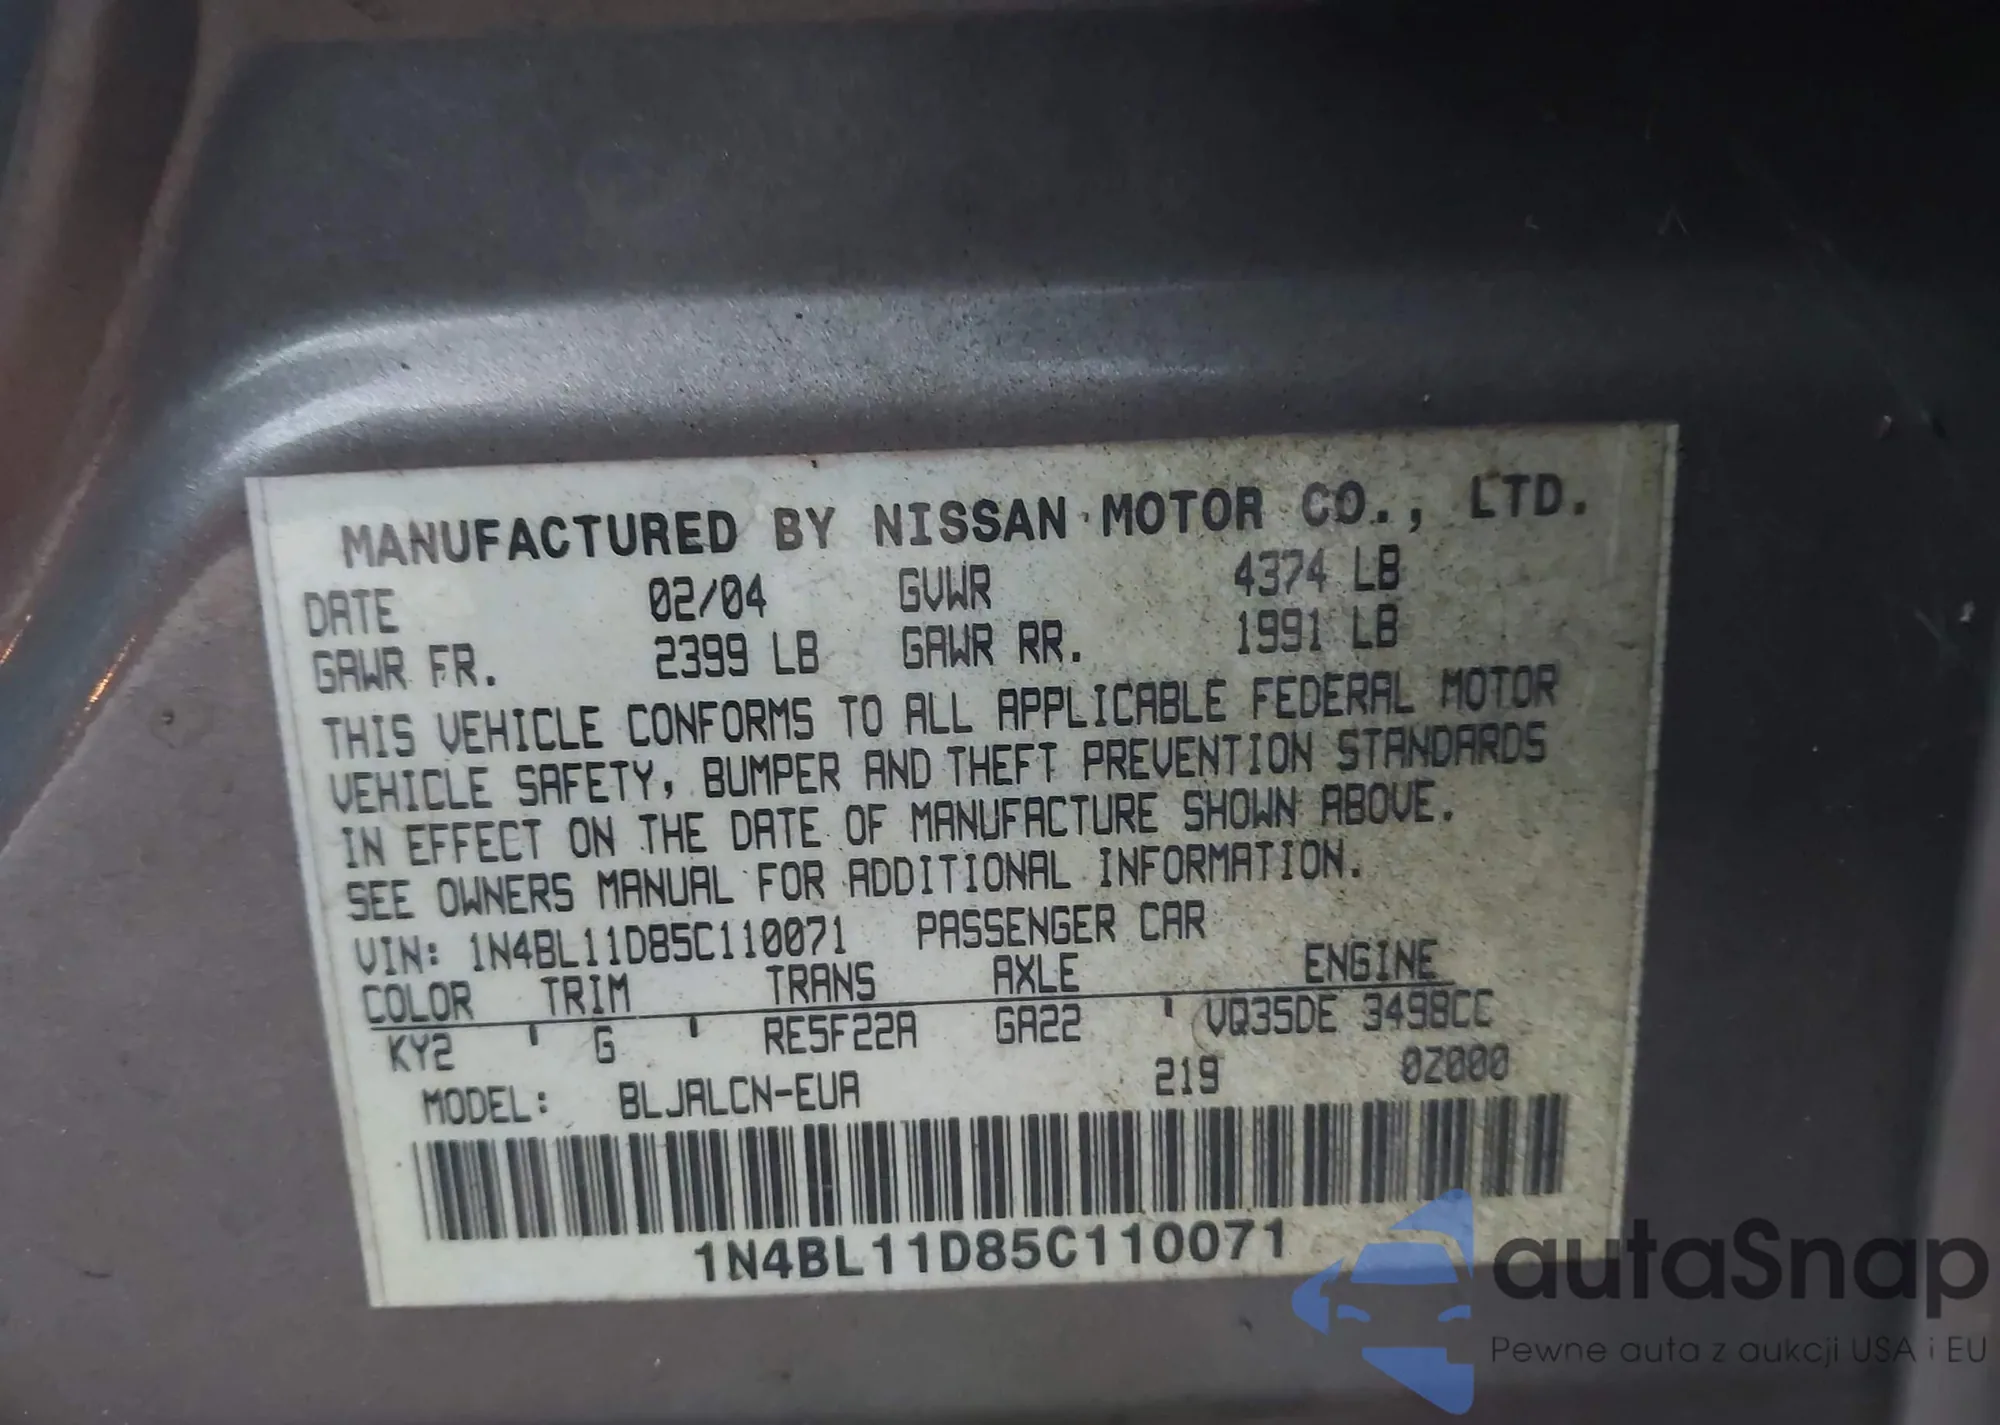 MANUFACTURED BY NISSAN MOTOR CO., LTD.
DATE 02/04 GVWR 4374 LB
GAWR FR. 2399 LB GAWR RR. 1991 LB
THIS VEHICLE CONFORMS TO ALL APPLICABLE FEDERAL MOTOR
VEHICLE SAFETY, BUMPER AND THEFT PREVENTION STANDARDS
IN EFFECT ON THE DATE OF MANUFACTURE SHOWN ABOVE.
SEE OWNERS MANUAL FOR ADDITIONAL INFORMATION.
VIN: 1N4BL11D85C110071 PASSENGER CAR
COLOR TRIM TRANS AXLE ENGINE
KY2 ' G ' RE5F22A GA22 ' VQ35DE 3498CC
MODEL: BLJALCN-EUA 219 0Z000
1N4BL11D85C110071
autaSnap
Pewne auta z aukcji USA i EU